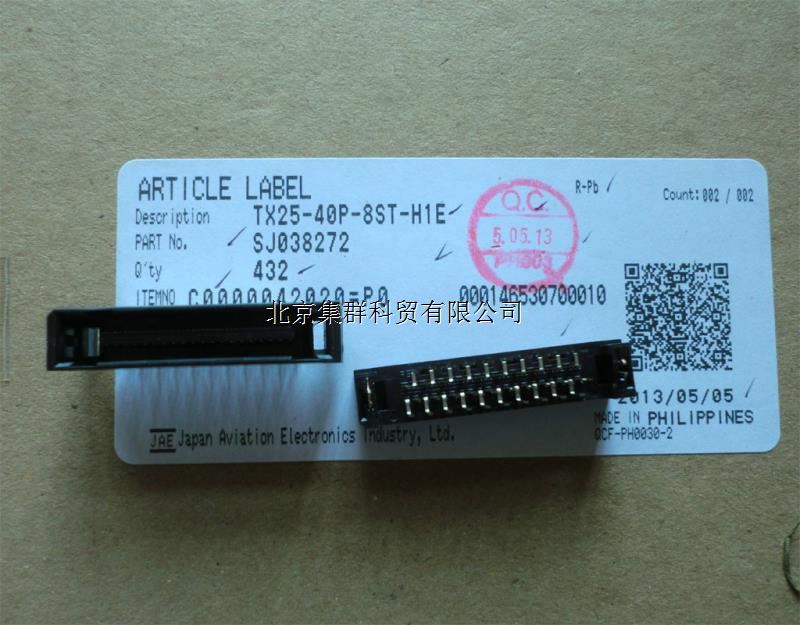 ARTICLE LABEL
Description TX25-40P-8ST-H1E
R-Pb
Count: 002 / 002
Q.C.
5.05.13
PART No. SJ038272
Q'ty 432
ITEMNO C0000042020=P0 000146530700010
北京集群科贸有限公司
2013/05/05
MADE IN PHILIPPINES
JAE Japan Aviation Electronics Industry, Ltd.
QCF-PH0030-2